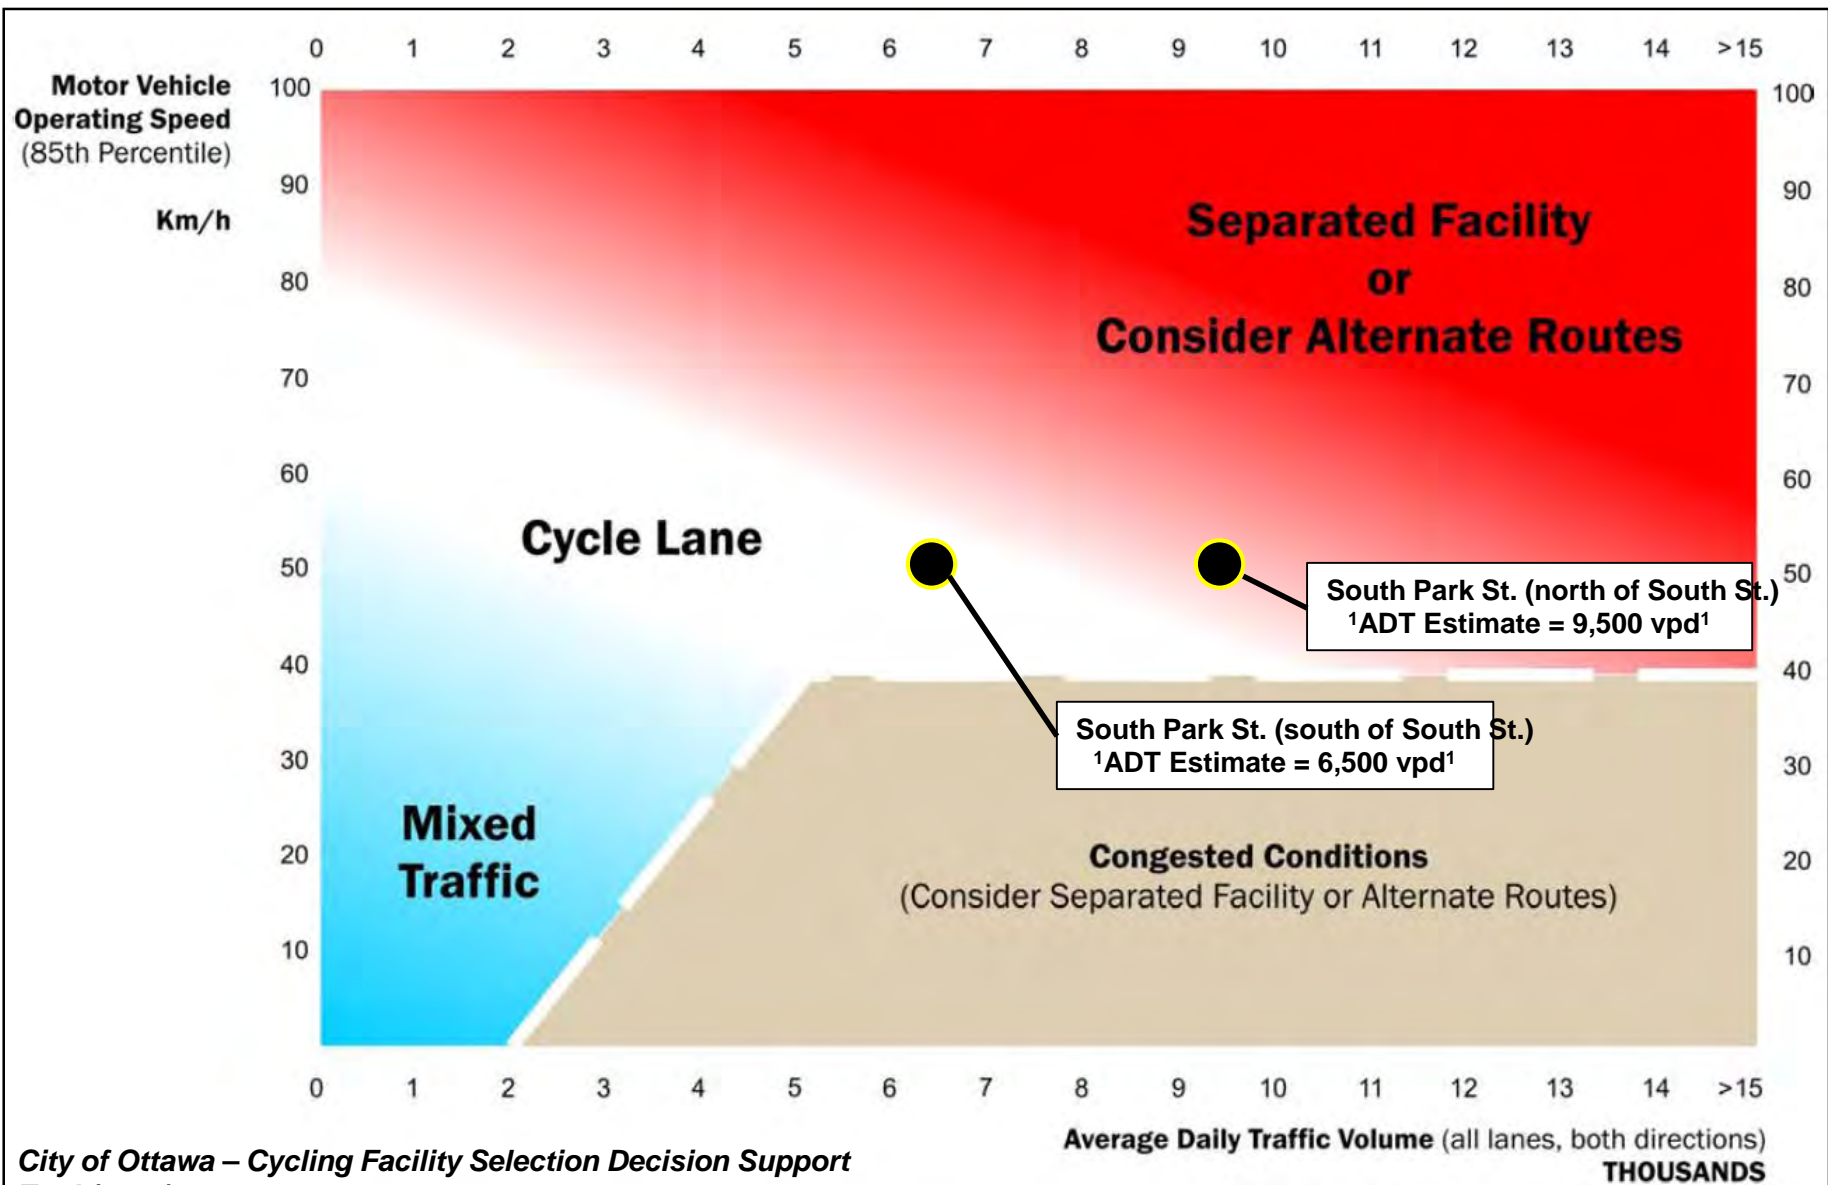 0 1 2 3 4 5 6 7 8 9 10 11 12 13 14 >15
Motor Vehicle
Operating Speed
(85th Percentile)
Km/h
100
90
80
70
60
50
40
30
20
10
100
90
80
70
60
50
40
30
20
10
Separated Facility
or
Consider Alternate Routes
Cycle Lane
South Park St. (north of South St.)
¹ADT Estimate = 9,500 vpd¹
South Park St. (south of South St.)
¹ADT Estimate = 6,500 vpd¹
Mixed
Traffic
Congested Conditions
(Consider Separated Facility or Alternate Routes)
0 1 2 3 4 5 6 7 8 9 10 11 12 13 14 >15
Average Daily Traffic Volume (all lanes, both directions)
THOUSANDS
City of Ottawa – Cycling Facility Selection Decision Support